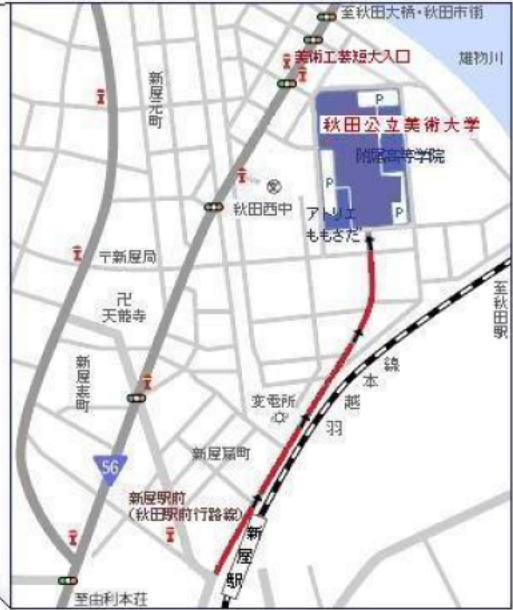 至秋田大橋・秋田市街
美術工芸短大入口
雄物川
新屋元町
P
秋田公立美術大学
附属高等学院
P
P
秋田西中
アトリエ
ももさだ
〒新屋局
卍
天龍寺
至秋田駅
新屋表町
変電所
羽越本線
新屋扇町
56
新屋駅前
(秋田駅前行路線)
新屋駅
至由利本荘